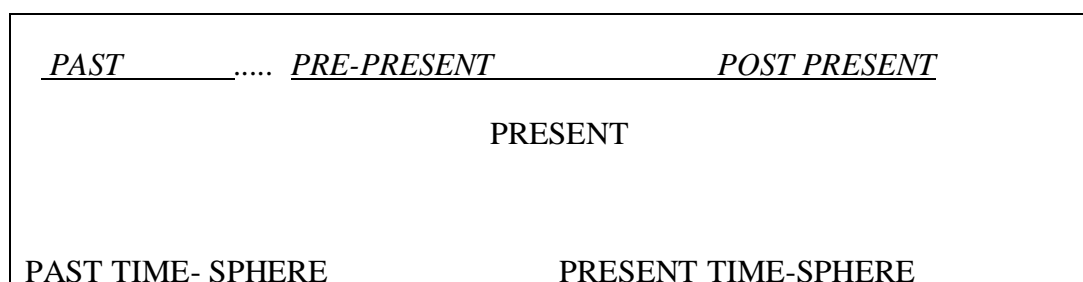 PAST ..... PRE-PRESENT POST PRESENT
PRESENT
PAST TIME- SPHERE PRESENT TIME-SPHERE